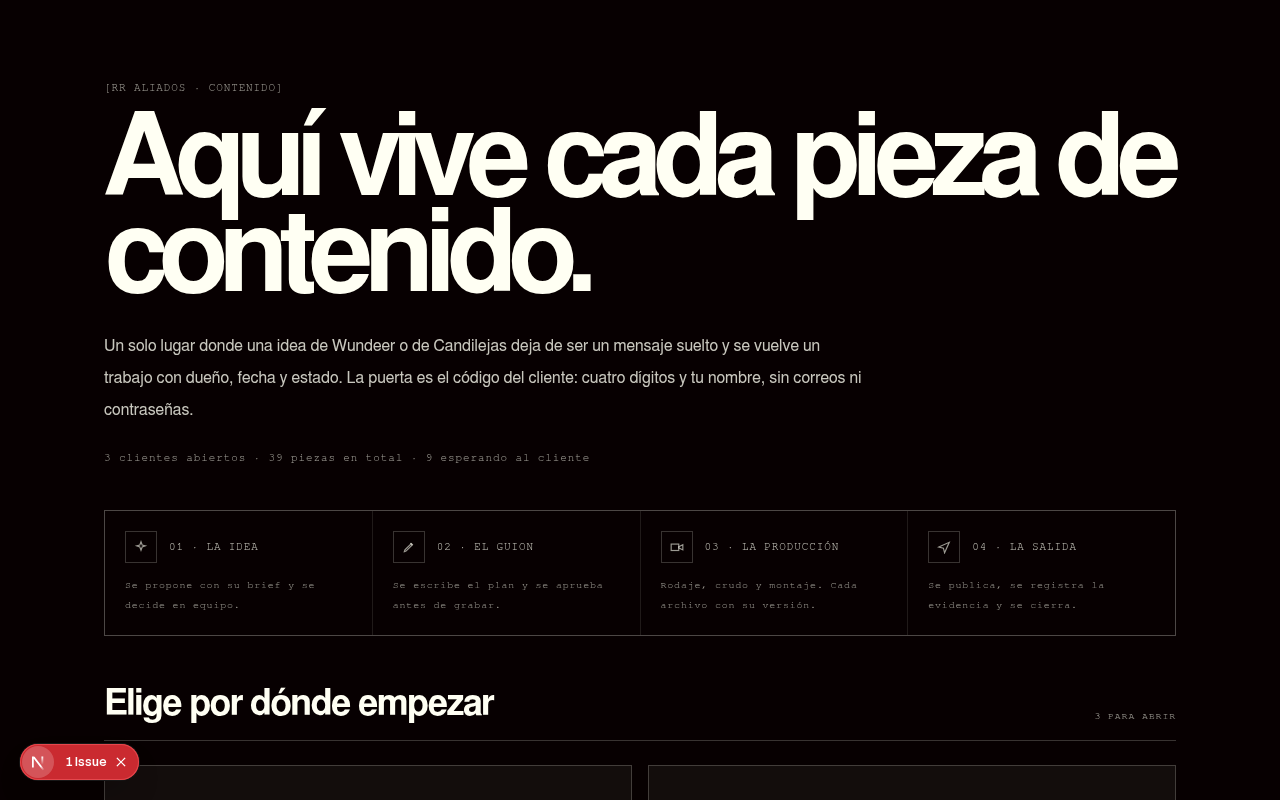 [RR ALIADOS · CONTENIDO]
Aquí vive cada pieza de
contenido.
Un solo lugar donde una idea de Wundeer o de Candilejas deja de ser un mensaje suelto y se vuelve un
trabajo con dueño, fecha y estado. La puerta es el código del cliente: cuatro dígitos y tu nombre, sin correos ni
contraseñas.
3 clientes abiertos · 39 piezas en total · 9 esperando al cliente
01 · LA IDEA
Se propone con su brief y se
decide en equipo.
02 · EL GUION
Se escribe el plan y se aprueba
antes de grabar.
03 · LA PRODUCCIÓN
Rodaje, crudo y montaje. Cada
archivo con su versión.
04 · LA SALIDA
Se publica, se registra la
evidencia y se cierra.
Elige por dónde empezar
3 PARA ABRIR
N 1 Issue